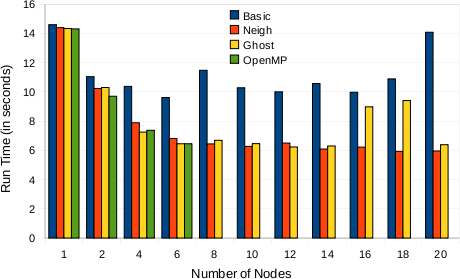 16
14
12
10
8
6
4
2
0
Run Time (in seconds)
Basic
Neigh
Ghost
OpenMP
1 2 4 6 8 10 12 14 16 18 20
Number of Nodes